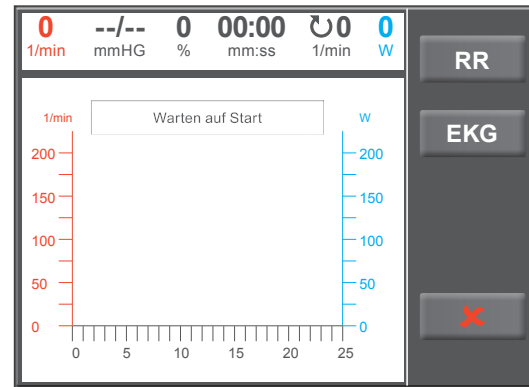 0 --/-- 0 00:00 0 0
1/min mmHG % mm:ss 1/min W
RR
EKG
1/min Warten auf Start W
200 200
150 150
100 100
50 50
0 0
0 5 10 15 20 25